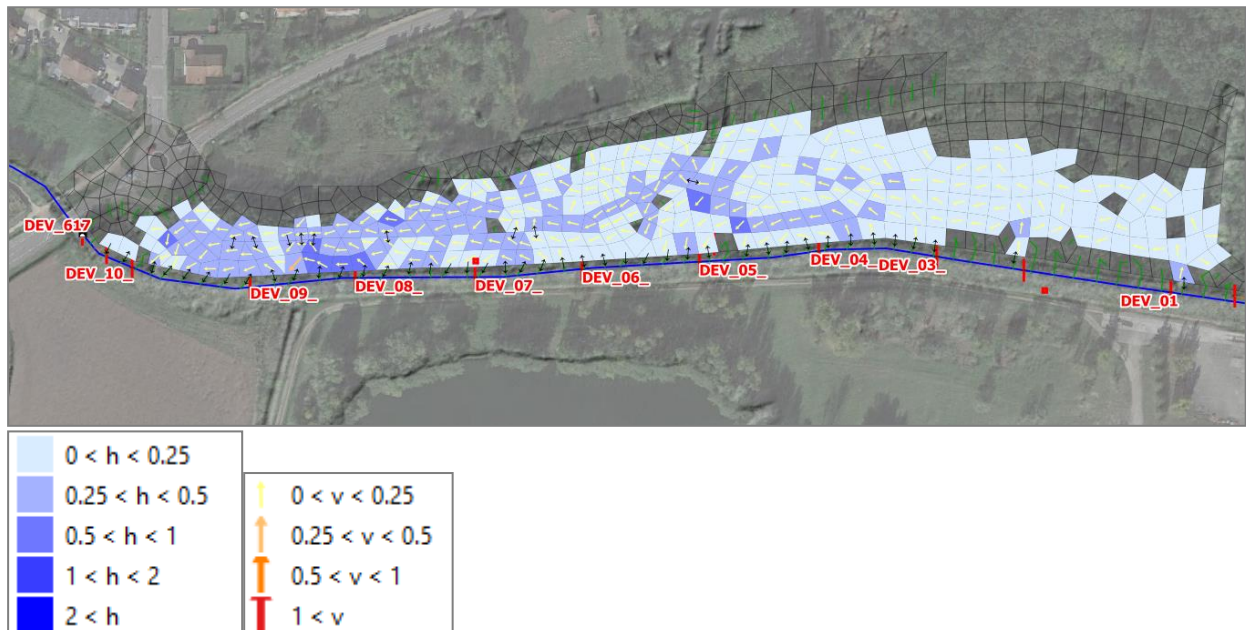 DEV_617
DEV_10_
DEV_09_
DEV_08_
DEV_07_
DEV_06_
DEV_05_
DEV_04_
DEV_03_
DEV_01
0 < h < 0.25
0.25 < h < 0.5
0.5 < h < 1
1 < h < 2
2 < h
0 < v < 0.25
0.25 < v < 0.5
0.5 < v < 1
1 < v